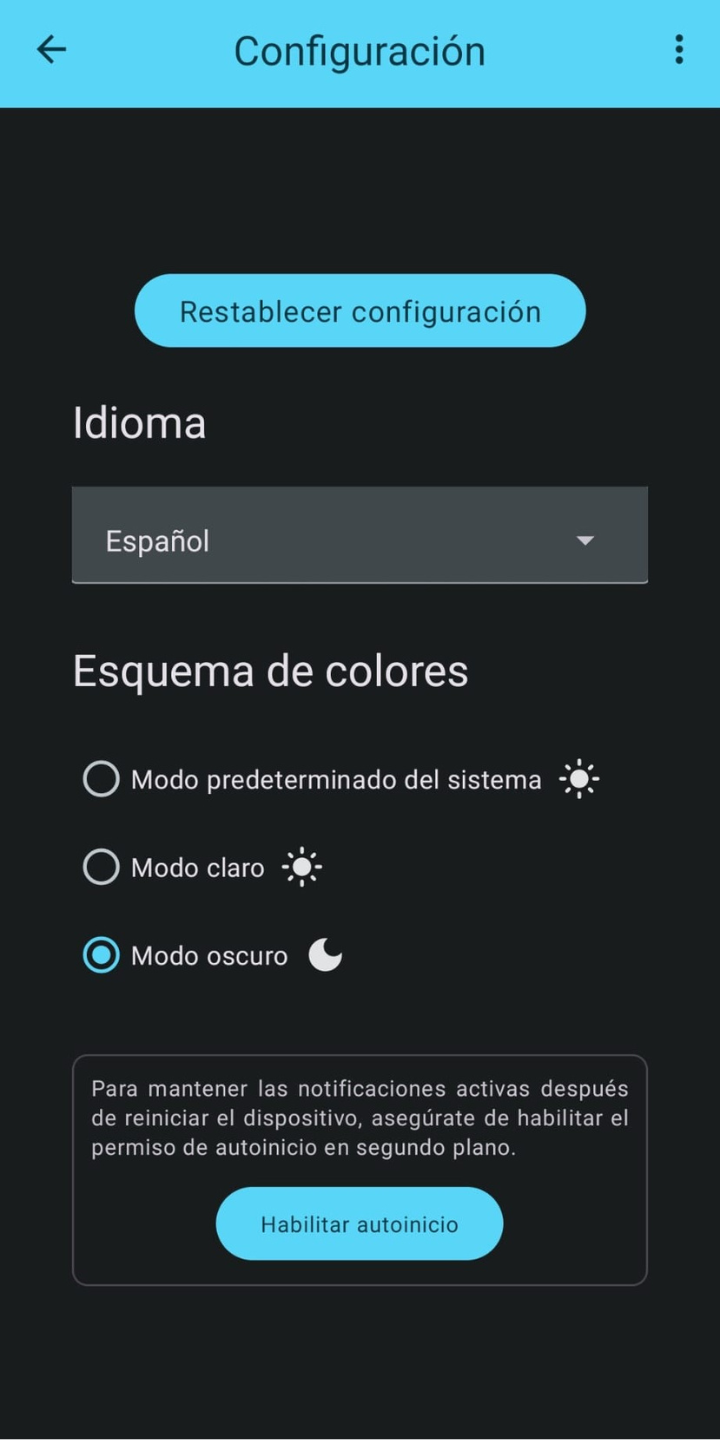 Configuración
Restablecer configuración
Idioma
Español
Esquema de colores
Modo predeterminado del sistema
Modo claro
Modo oscuro
Para mantener las notificaciones activas después
de reiniciar el dispositivo, asegúrate de habilitar el
permiso de autoinicio en segundo plano.
Habilitar autoinicio